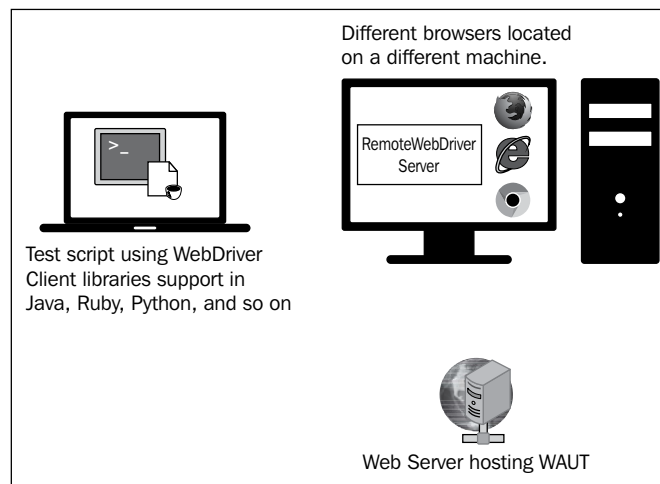 Different browsers located
on a different machine.
>_
RemoteWebDriver
Server
Test script using WebDriver
Client libraries support in
Java, Ruby, Python, and so on
Web Server hosting WAUT